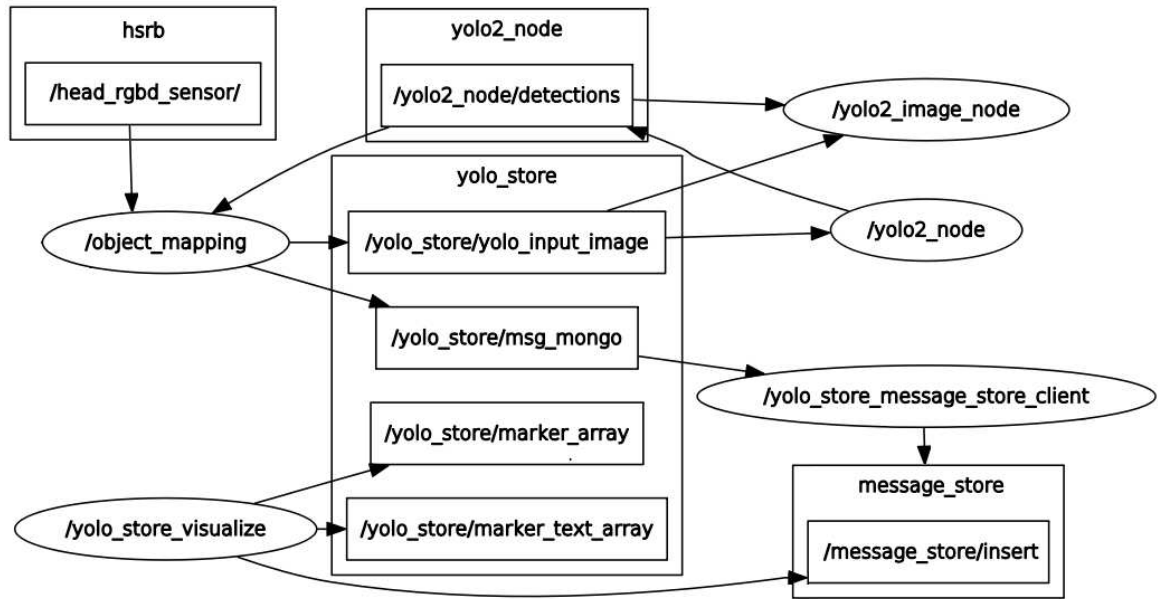 hsrb
/head_rgbd_sensor/
yolo2_node
/yolo2_node/detections
/yolo2_image_node
yolo_store
/object_mapping
/yolo_store/yolo_input_image
/yolo2_node
/yolo_store/msg_mongo
/yolo_store_message_store_client
/yolo_store/marker_array
message_store
/yolo_store_visualize
/yolo_store/marker_text_array
/message_store/insert